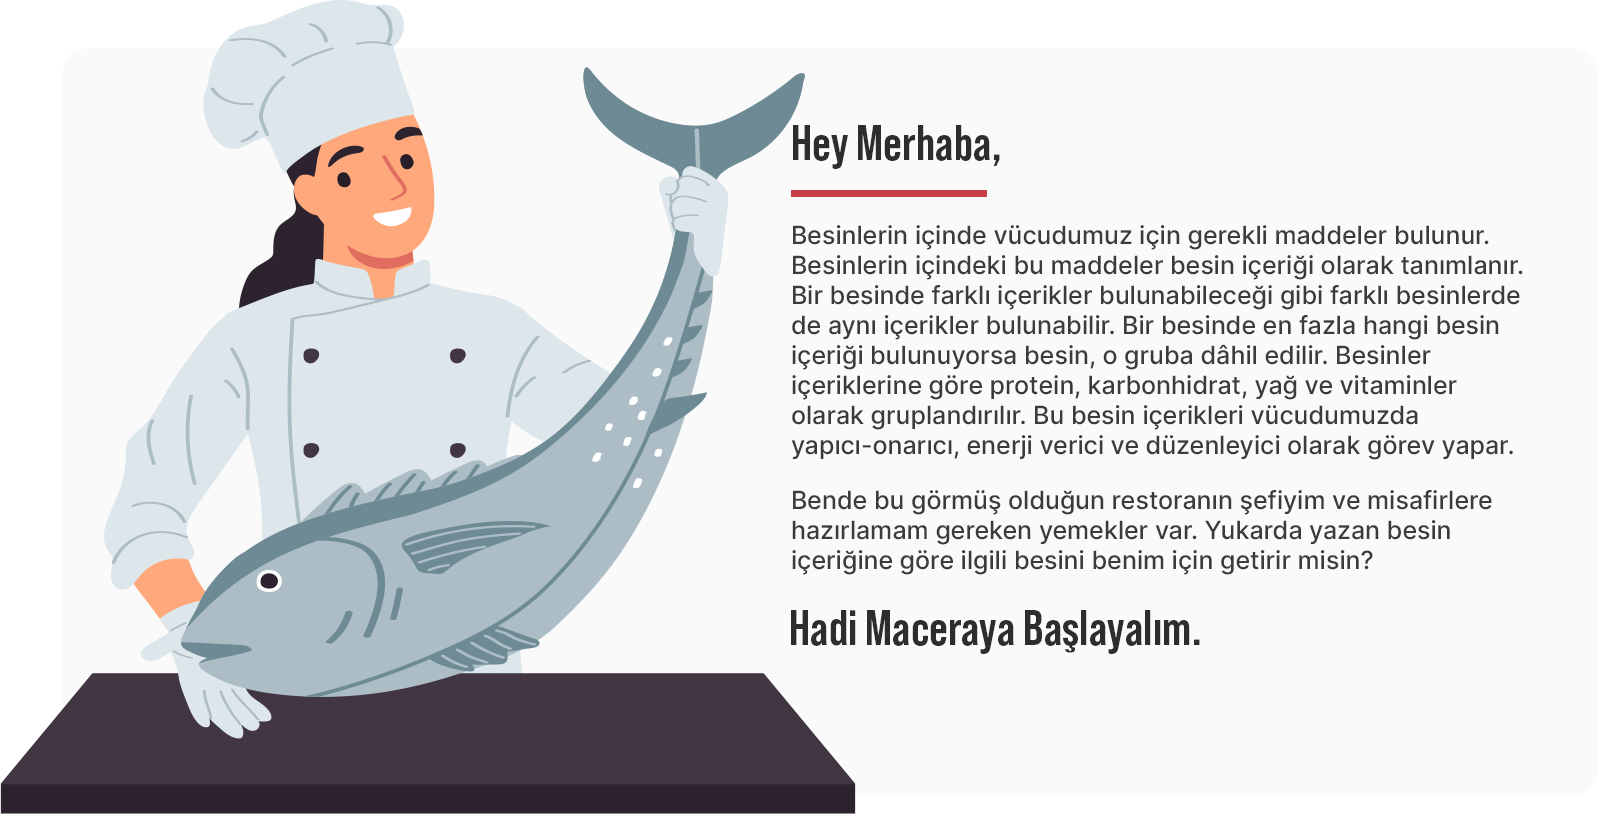 Hey Merhaba,
Besinlerin içinde vücudumuz için gerekli maddeler bulunur.
Besinlerin içindeki bu maddeler besin içeriği olarak tanımlanır.
Bir besinde farklı içerikler bulunabileceği gibi farklı besinlerde
de aynı içerikler bulunabilir. Bir besinde en fazla hangi besin
içeriği bulunuyorsa besin, o gruba dâhil edilir. Besinler
içeriklerine göre protein, karbonhidrat, yağ ve vitaminler
olarak gruplandırılır. Bu besin içerikleri vücudumuzda
yapıcı-onarıcı, enerji verici ve düzenleyici olarak görev yapar.
Bende bu görmüş olduğun restoranın şefiyim ve misafirlere
hazırlamam gereken yemekler var. Yukarda yazan besin
içeriğine göre ilgili besini benim için getirir misin?
Hadi Maceraya Başlayalım.